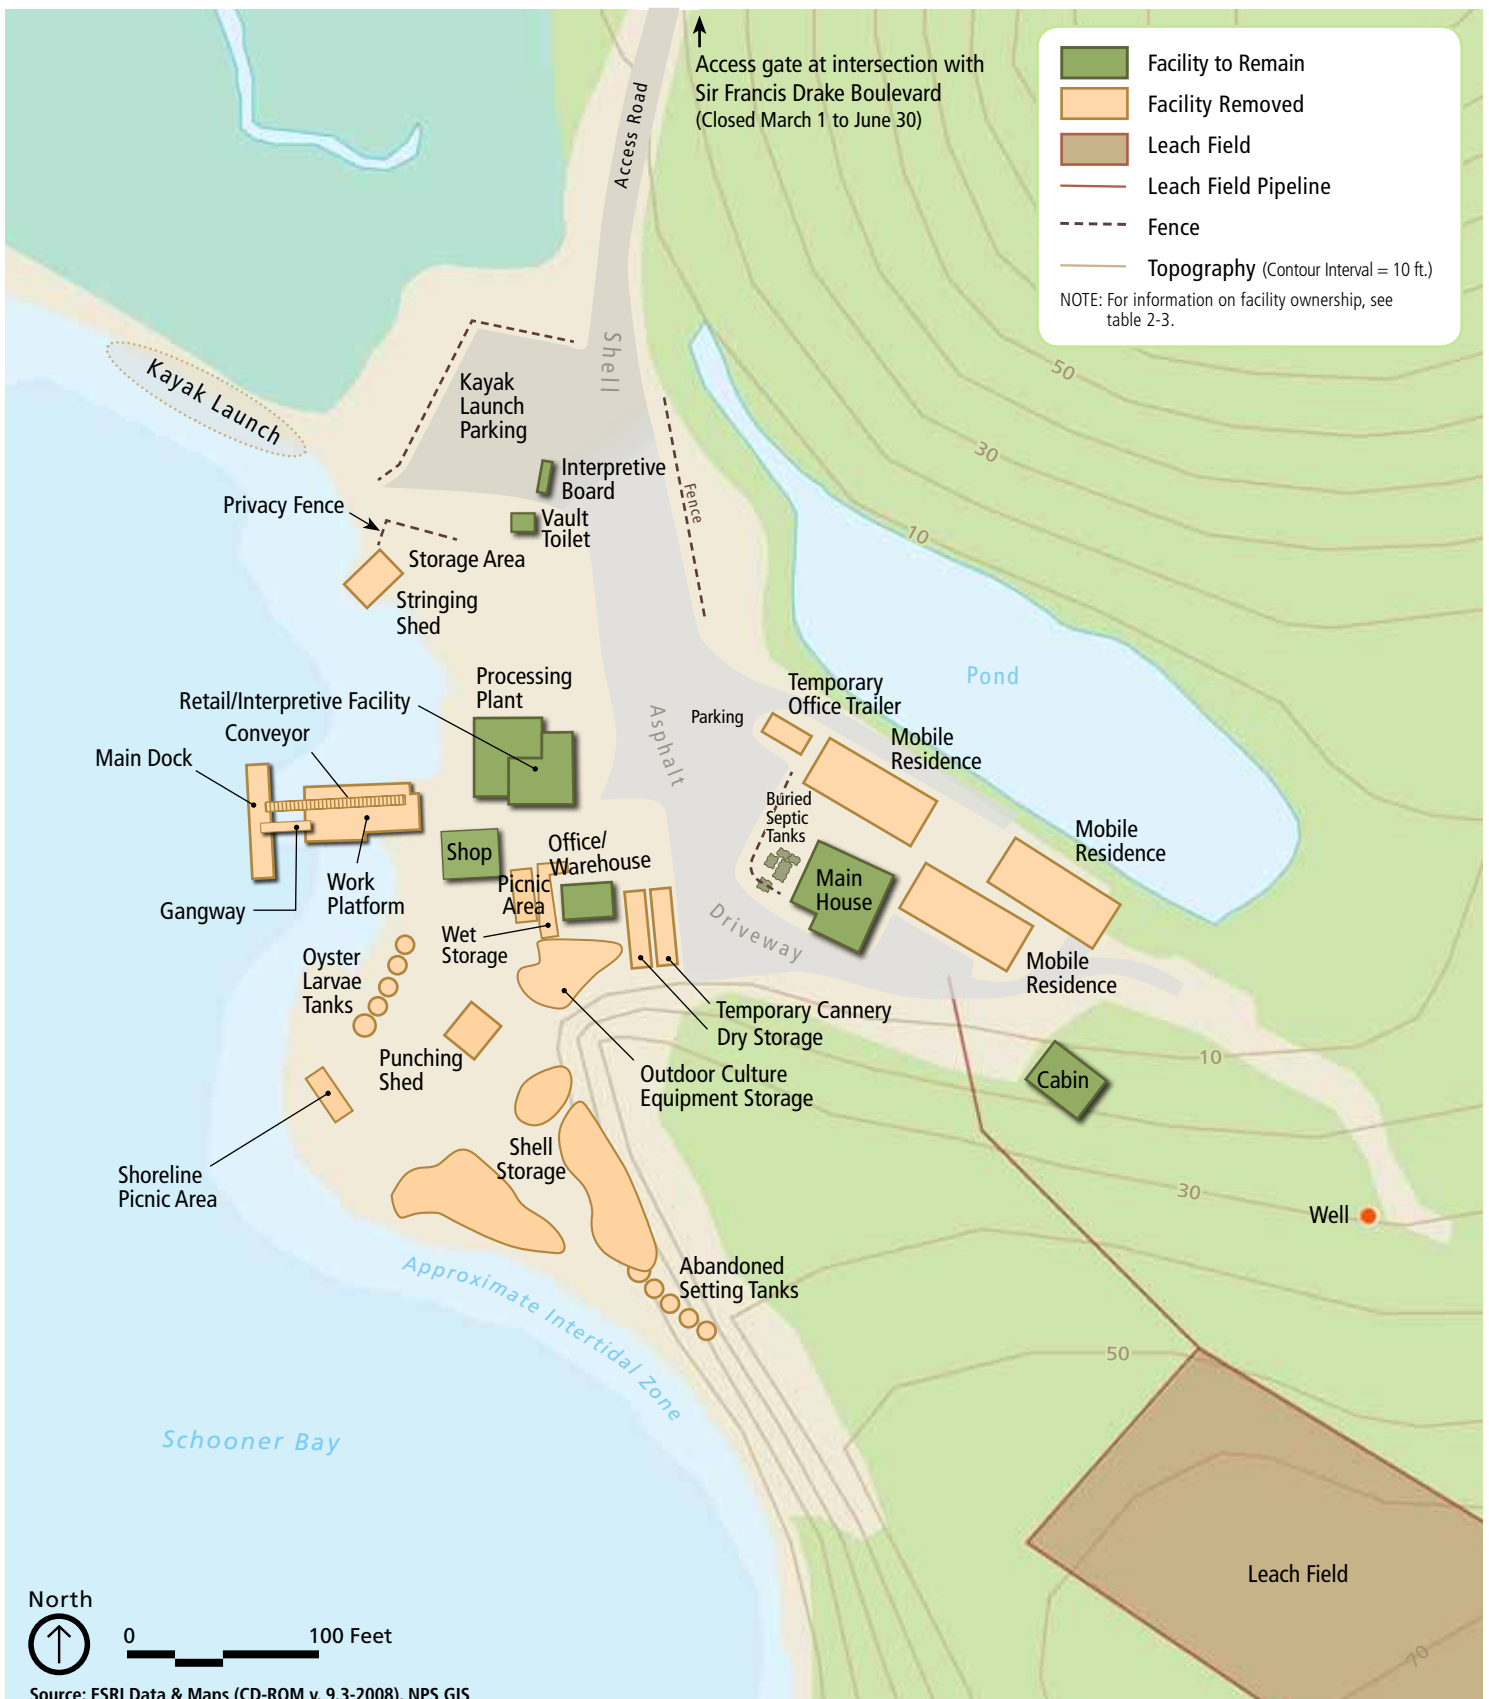 Access gate at intersection with
Sir Francis Drake Boulevard
(Closed March 1 to June 30)
Access Road
Facility to Remain
Facility Removed
Leach Field
Leach Field Pipeline
Fence
Topography (Contour Interval = 10 ft.)
NOTE: For information on facility ownership, see
table 2-3.
Kayak Launch
Shell
Kayak
Launch
Parking
50
30
10
Interpretive
Board
Privacy Fence
Fence
Vault
Toilet
Storage Area
Stringing
Shed
Pond
Processing
Plant
Temporary
Office Trailer
Retail/Interpretive Facility
Asphalt
Parking
Conveyor
Mobile
Residence
Main Dock
Buried
Septic
Tanks
Mobile
Residence
Shop
Office/
Warehouse
Picnic
Area
Main
House
Work
Platform
Gangway
Driveway
Wet
Storage
Oyster
Larvae
Tanks
Mobile
Residence
Temporary Cannery
Dry Storage
Punching
Shed
Outdoor Culture
Equipment Storage
10
Cabin
Shell
Storage
Shoreline
Picnic Area
30
Well
Approximate Intertidal Zone
Abandoned
Setting Tanks
50
Schooner Bay
Leach Field
North
0 100 Feet
70
Source: ESRI Data & Maps (CD-ROM v. 9.3-2008), NPS GIS